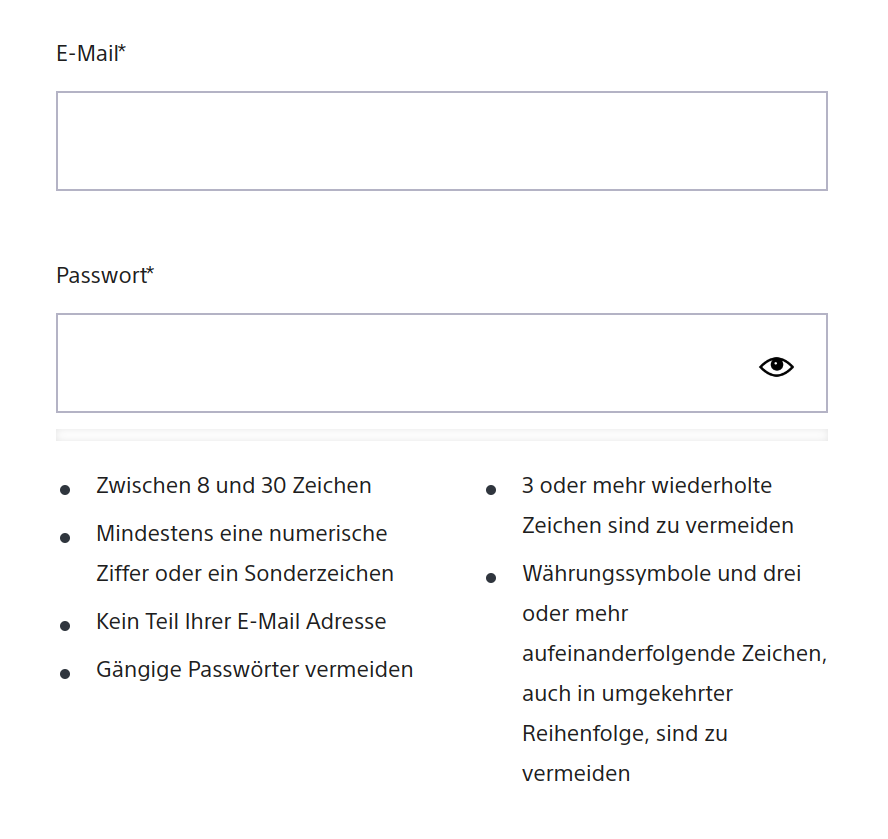 E-Mail*
Passwort*
Zwischen 8 und 30 Zeichen
Mindestens eine numerische
Ziffer oder ein Sonderzeichen
Kein Teil Ihrer E-Mail Adresse
Gängige Passwörter vermeiden
3 oder mehr wiederholte
Zeichen sind zu vermeiden
Währungssymbole und drei
oder mehr
aufeinanderfolgende Zeichen,
auch in umgekehrter
Reihenfolge, sind zu
vermeiden